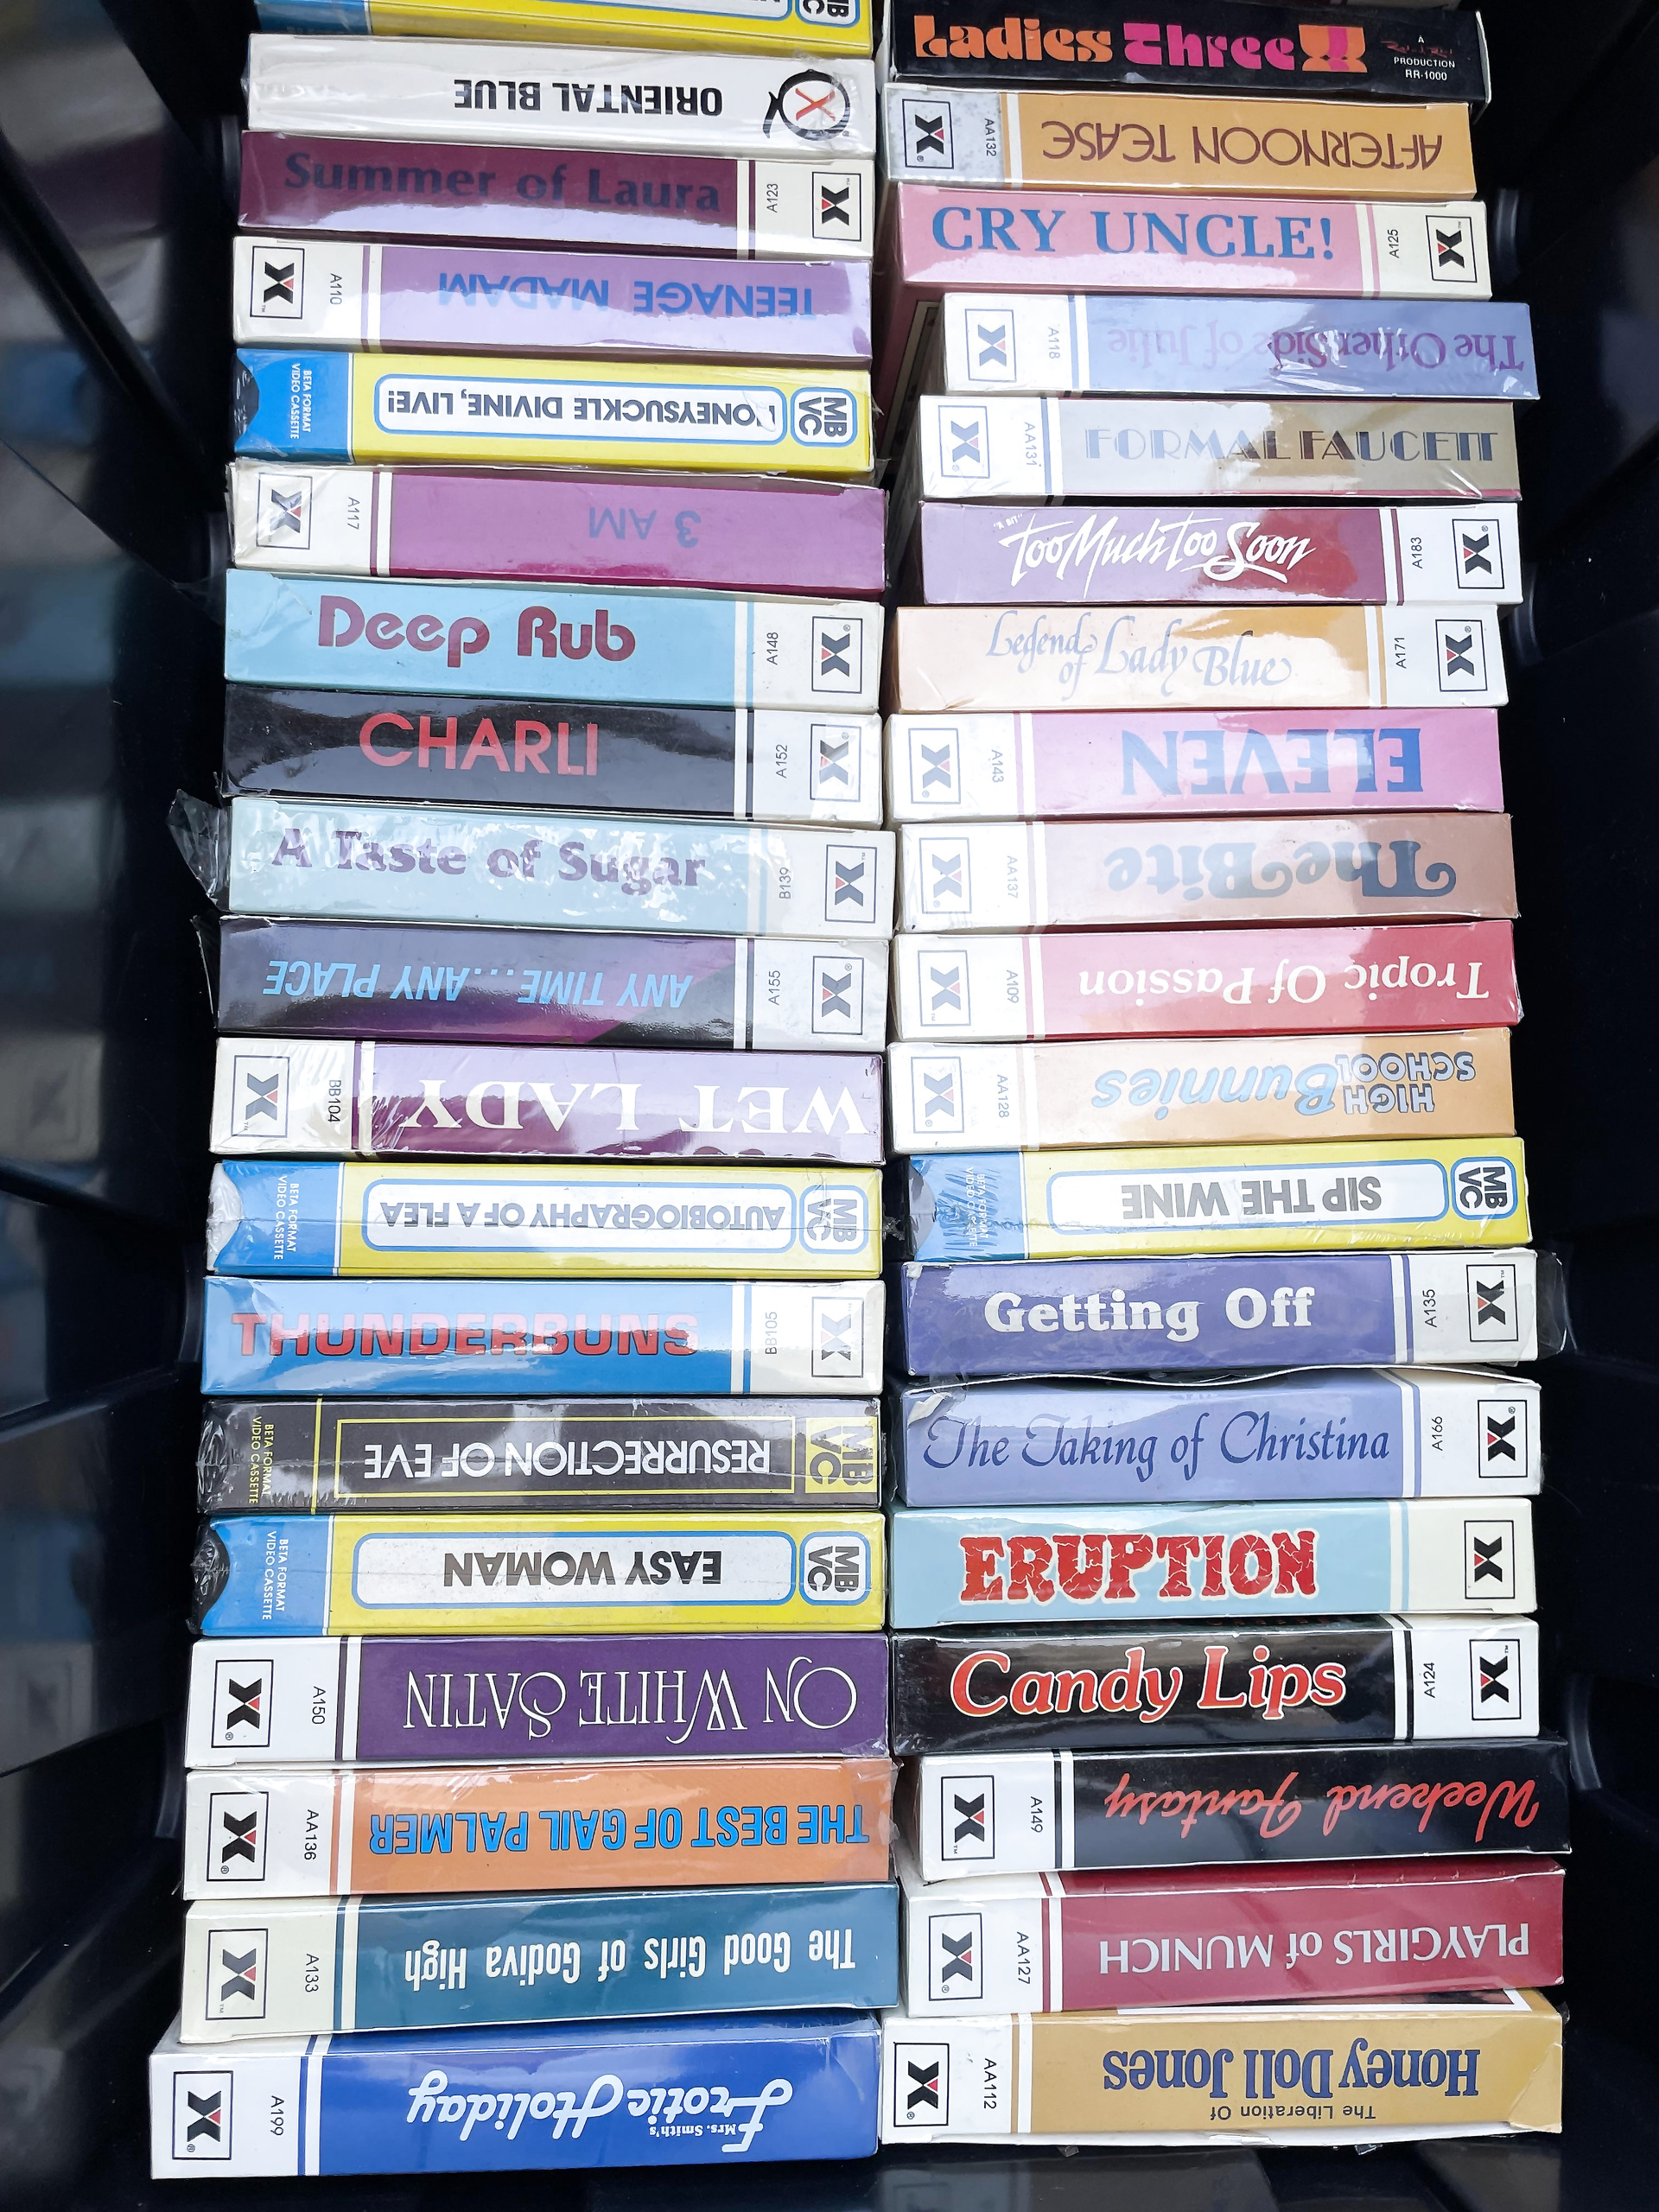 MB
VC
ORIENTAL BLUE
Summer of Laura
A123
A110
TEENAGE MADAM
BETA FORMAT
VIDEO CASSETTE
HONEYSUCKLE DIVINE, LIVE!
MB
VC
A117
3 AM
Deep Rub
A148
CHARLI
A152
A Taste of Sugar
B139
ANY TIME...ANY PLACE
A155
BB104
WET LADY
BETA FORMAT
VIDEO CASSETTE
AUTOBIOGRAPHY OF A FLEA
MB
VC
THUNDERBUNS
BB105
BETA FORMAT
VIDEO CASSETTE
RESURRECTION OF EVE
MB
VC
BETA FORMAT
VIDEO CASSETTE
EASY WOMAN
MB
VC
A150
ON WHITE SATIN
AA136
THE BEST OF GAIL PALMER
A133
The Good Girls of Godiva High
A199
Mrs. Smith's
Erotic Holiday
Ladies Three
A
PRODUCTION
RR-1000
AA132
AFTERNOON TEASE
CRY UNCLE!
A125
A118
The Other Side of Julie
AA131
FORMAL FAUCETT
"A BIT"
Too Much Too Soon
A183
Legend
of Lady Blue
A171
A143
ELEVEN
AA137
The Bite
A109
Tropic Of Passion
AA128
HIGH
SCHOOL
Bunnies
BETA FORMAT
VIDEO CASSETTE
SIP THE WINE
MB
VC
Getting Off
A135
The Taking of Christina
A166
ERUPTION
Candy Lips
A124
A149
Weekend Fantasy
AA127
PLAYGIRLS of MUNICH
AA112
The Liberation Of
Honey Doll Jones